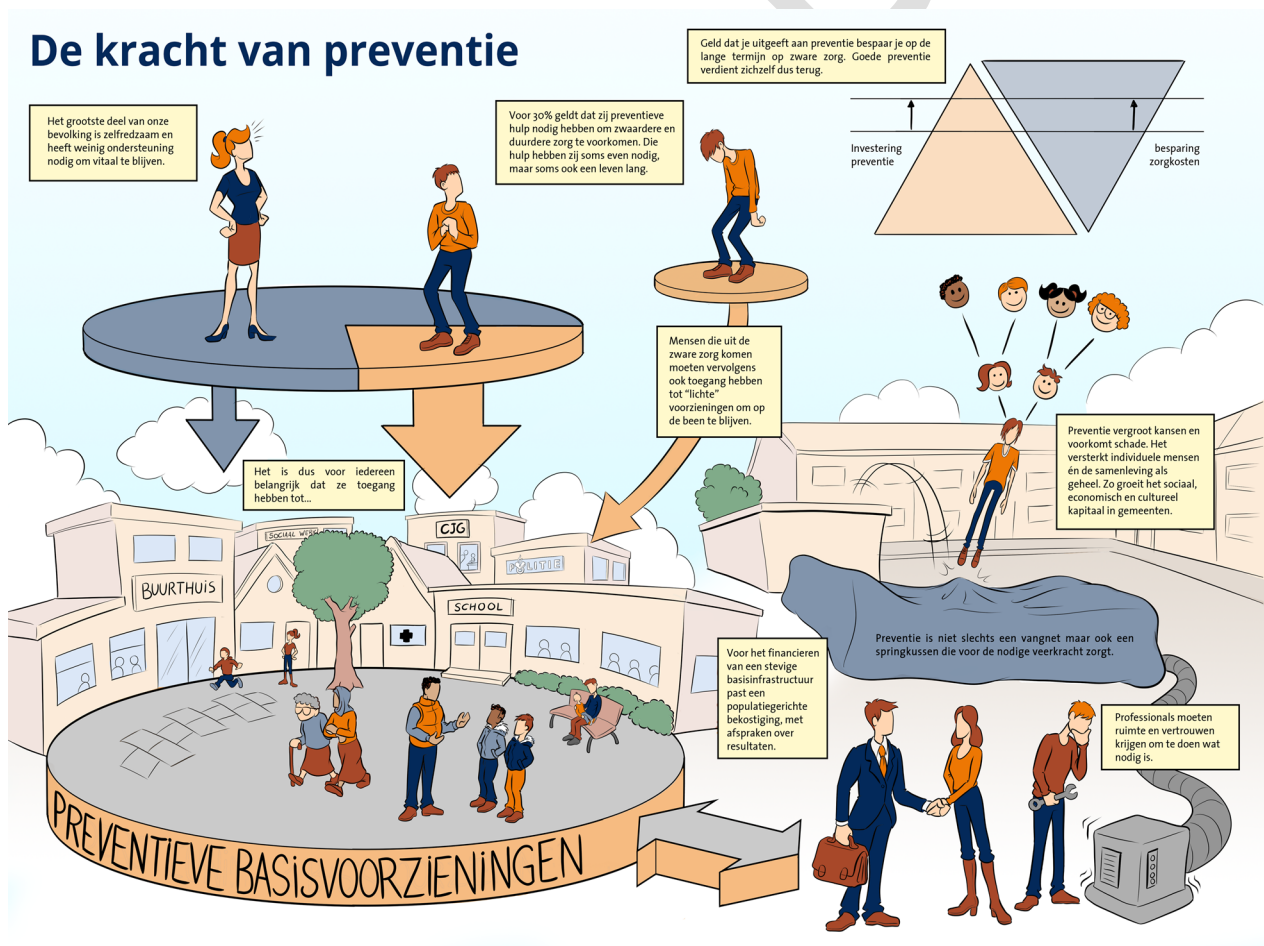 De kracht van preventie
Geld dat je uitgeeft aan preventie bespaar je op de
lange termijn op zware zorg. Goede preventie
verdient zichzelf dus terug.
Het grootste deel van onze
bevolking is zelfredzaam en
heeft weinig ondersteuning
nodig om vitaal te blijven.
Voor 30% geldt dat zij preventieve
hulp nodig hebben om zwaardere en
duurdere zorg te voorkomen. Die
hulp hebben zij soms even nodig,
maar soms ook een leven lang.
Investering
preventie
besparing
zorgkosten
Mensen die uit de
zware zorg komen
moeten vervolgens
ook toegang hebben
tot "lichte"
voorzieningen om op
de been te blijven.
Preventie vergroot kansen en
voorkomt schade. Het
versterkt individuele mensen
én de samenleving als
geheel. Zo groeit het sociaal,
economisch en cultureel
kapitaal in gemeenten.
Het is dus voor iedereen
belangrijk dat ze toegang
hebben tot...
SOCIAAL WERK
CJG
POLITIE
BUURTHUIS
SCHOOL
Preventie is niet slechts een vangnet maar ook een
springkussen die voor de nodige veerkracht zorgt.
Voor het financieren
van een stevige
basisinfrastructuur
past een
populatiegerichte
bekostiging, met
afspraken over
resultaten.
Professionals moeten
ruimte en vertrouwen
krijgen om te doen wat
nodig is.
PREVENTIEVE BASISVOORZIENINGEN